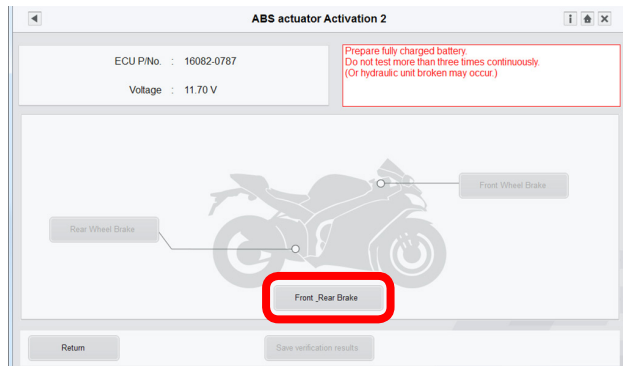 ABS actuator Activation 2
ECU P/No. : 16082-0787
Voltage : 11.70 V
Prepare fully charged battery.
Do not test more than three times continuously.
(Or hydraulic unit broken may occur.)
Front Wheel Brake
Rear Wheel Brake
Front_Rear Brake
Return
Save verification results